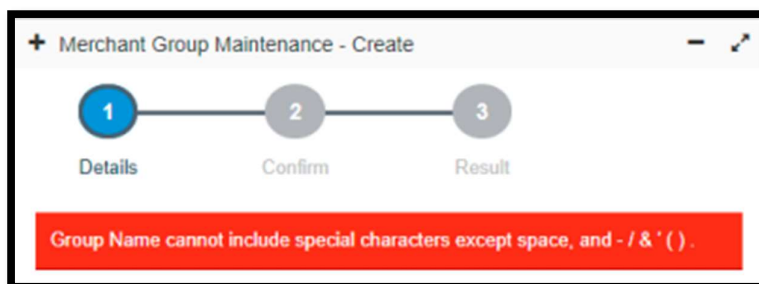 Merchant Group Maintenance - Create
1 2 3
Details Confirm Result
Group Name cannot include special characters except space, and - / & ' ( ) .